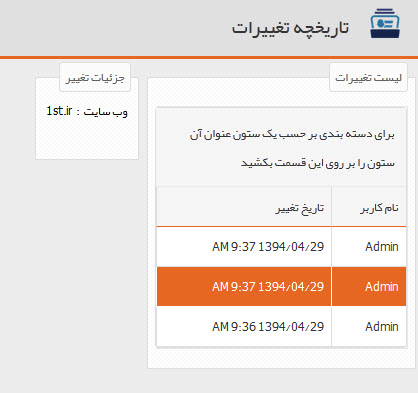 تاریخچه تغییرات
لیست تغییرات
برای دسته بندی بر حسب یک ستون عنوان آن
ستون را بر روی این قسمت بکشید
نام کاربر تاریخ تغییر
Admin 1394/04/29 9:37 AM
Admin 1394/04/29 9:37 AM
Admin 1394/04/29 9:36 AM
جزئیات تغییر
وب سایت : 1st.ir